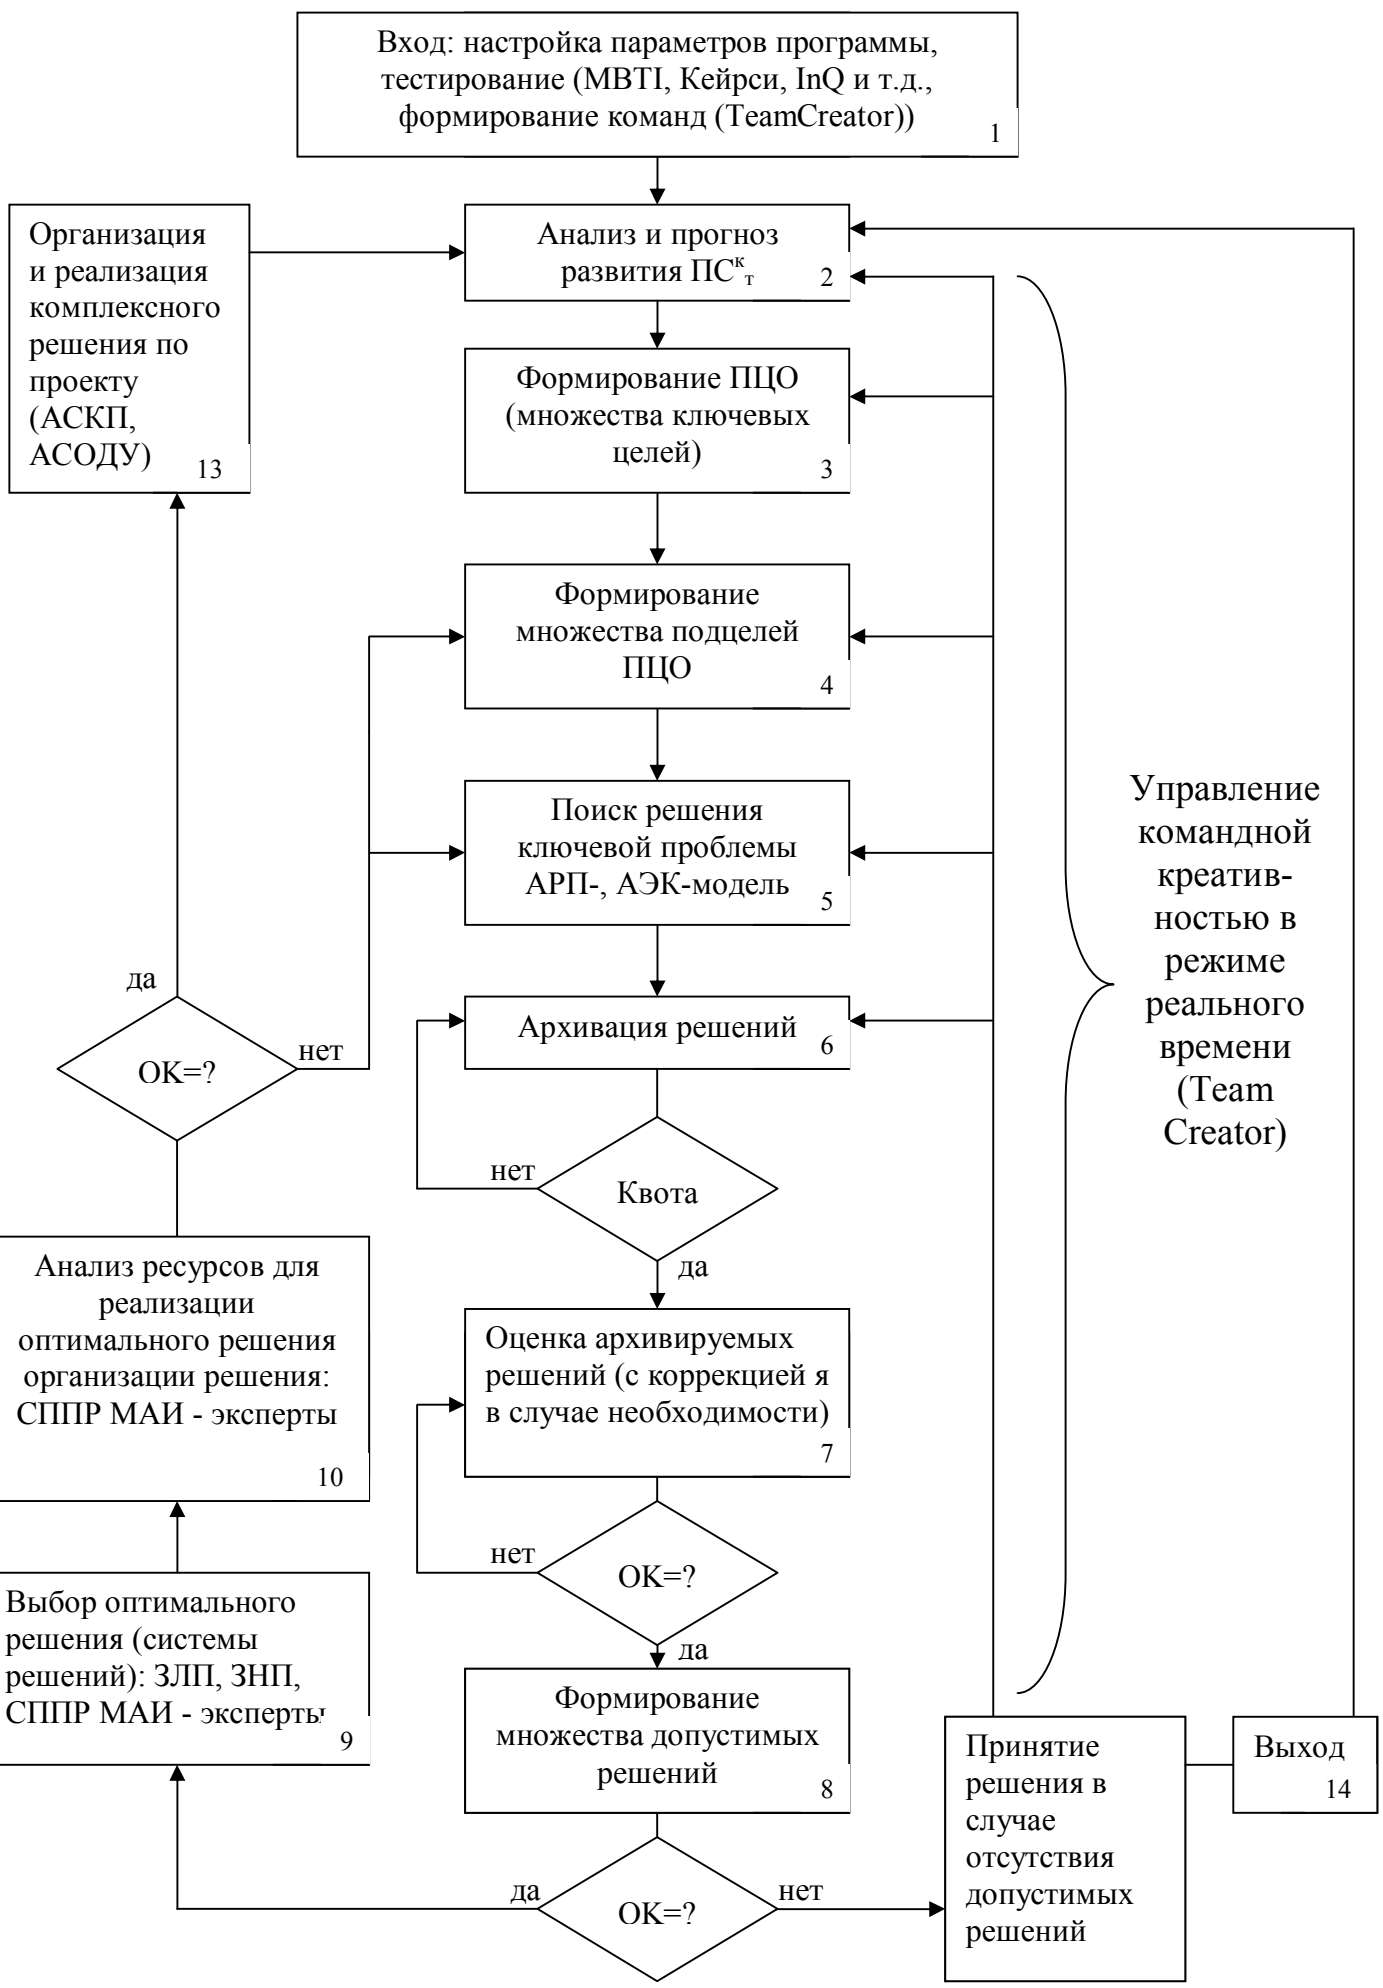 Вход: настройка параметров программы,
тестирование (MBTI, Кейрси, InQ и т.д.,
формирование команд (TeamCreator))
1
Организация
и реализация
комплексного
решения по
проекту
(АСКП,
АСОДУ)
13
Анализ и прогноз
развития ПСкт
2
Формирование ПЦО
(множества ключевых
целей)
3
Формирование
множества подцелей
ПЦО
4
Поиск решения
ключевой проблемы
АРП-, АЭК-модель
5
Управление
командной
креатив-
ностью в
режиме
реального
времени
(Team
Creator)
да
OK=?
нет
Архивация решений
6
нет
Квота
да
Анализ ресурсов для
реализации
оптимального решения
организации решения:
СППР МАИ - эксперты
10
Оценка архивируемых
решений (с коррекцией я
в случае необходимости)
7
нет
OK=?
да
Выбор оптимального
решения (системы
решений): ЗЛП, ЗНП,
СППР МАИ - эксперты
9
Формирование
множества допустимых
решений
8
да
OK=?
нет
Принятие
решения в
случае
отсутствия
допустимых
решений
Выход
14